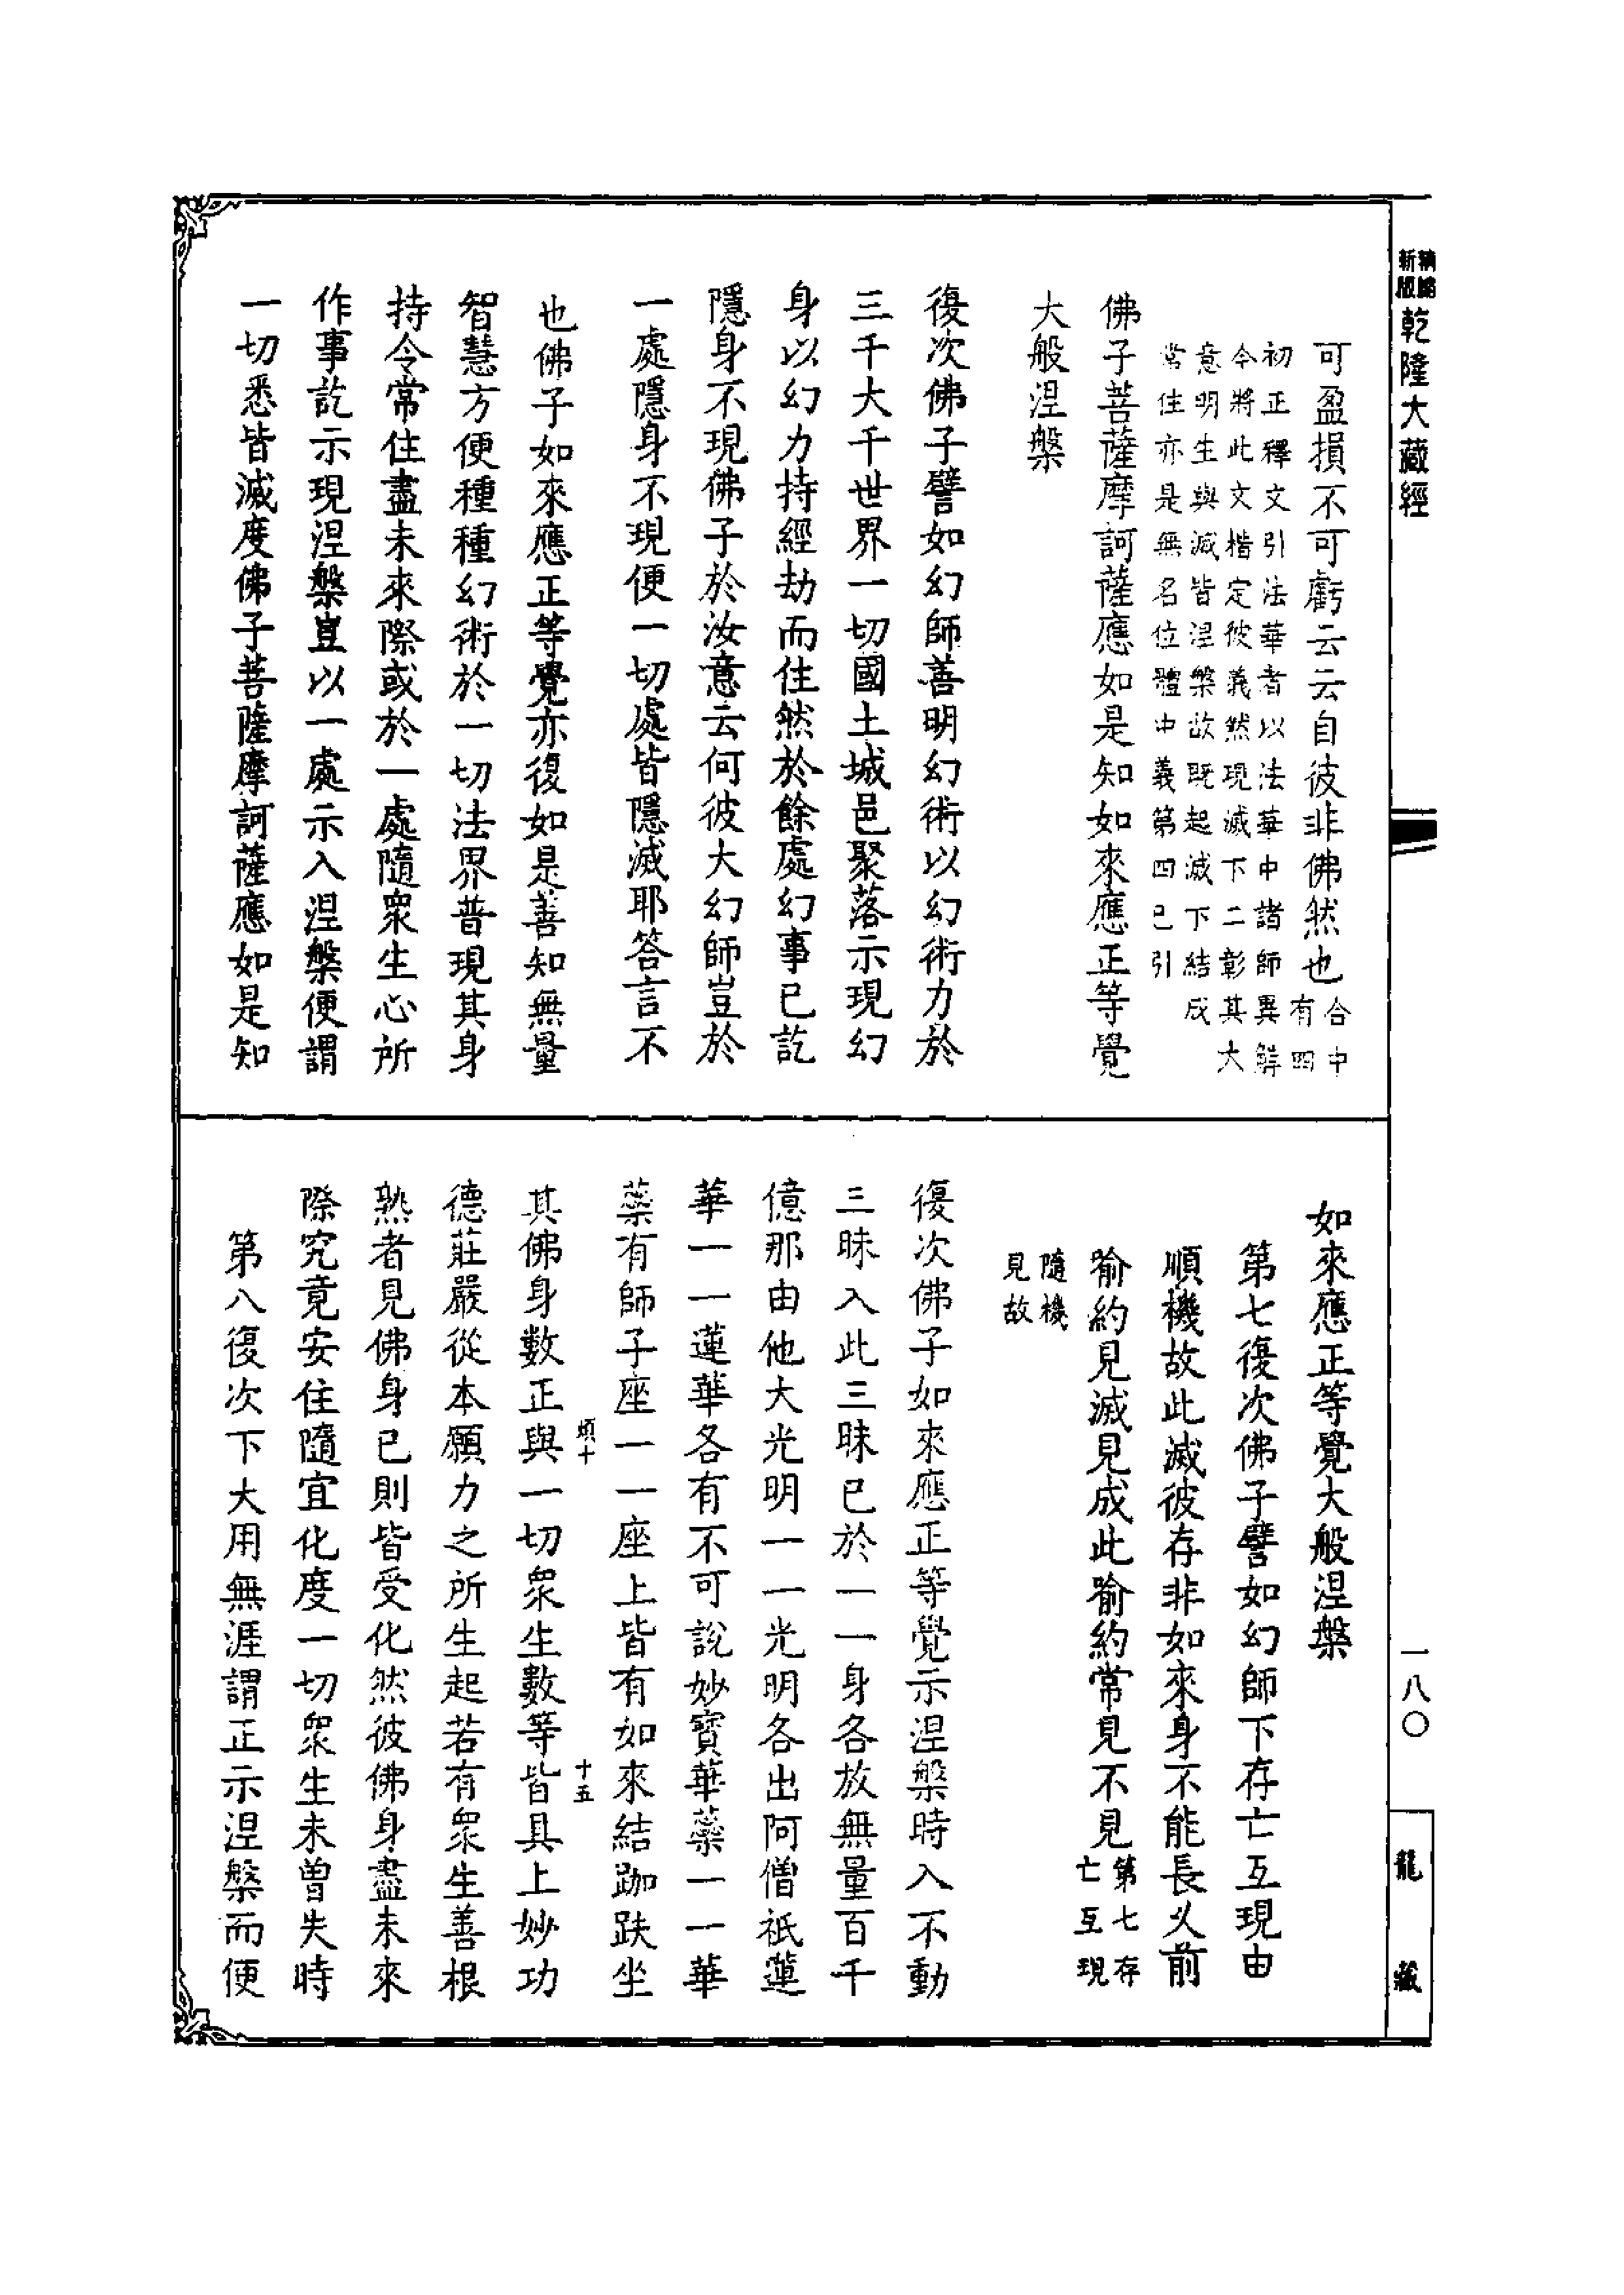 精縮新版
乾隆大藏經
可盈損不可虧云云自彼非佛然也合中
有四
初正釋文引法華者以法華中諸師異解
今將此文楷定彼義然現滅下二彰其大
意明生與滅皆涅槃故既起滅下結成
常住亦是無名位體中義第四已引
佛子菩薩摩訶薩應如是知如來應正等覺
大般涅槃
復次佛子譬如幻師善明幻術以幻術力於
三千大千世界一切國土城邑聚落示現幻
身以幻力持經劫而住然於餘處幻事已訖
隱身不現佛子於汝意云何彼大幻師豈於
一處隱身不現便一切處皆隱滅耶答言不
也佛子如來應正等覺亦復如是善知無量
智慧方便種種幻術於一切法界普現其身
持令常住盡未來際或於一處隨眾生心所
作事訖示現涅槃豈以一處示入涅槃便謂
一切悉皆滅度佛子菩薩摩訶薩應如是知
如來應正等覺大般涅槃
第七復次佛子譬如幻師下存亡互現由
順機故此滅彼存非如來身不能長久前
喻約見滅見成此喻約常見不見第七存
亡互現
隨機
見故
復次佛子如來應正等覺示涅槃時入不動
三昧入此三昧已於一一身各放無量百千
億那由他大光明一一光明各出阿僧祇蓮
華一一蓮華各有不可說妙寶華蘂一一華
蘂有師子座一一座上皆有如來結跏趺坐
十五
其佛身數正與一切眾生數等皆具上妙功
德莊嚴從本願力之所生起若有眾生善根
熟者見佛身已則皆受化然彼佛身盡未來
際究竟安住隨宜化度一切眾生未曾失時
第八復次下大用無涯謂正示涅槃而便
一八〇
龍藏